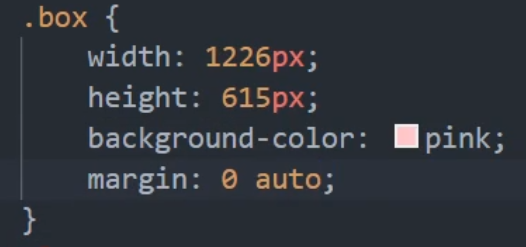 .box {
    width: 1226px;
    height: 615px;
    background-color: pink;
    margin: 0 auto;
}